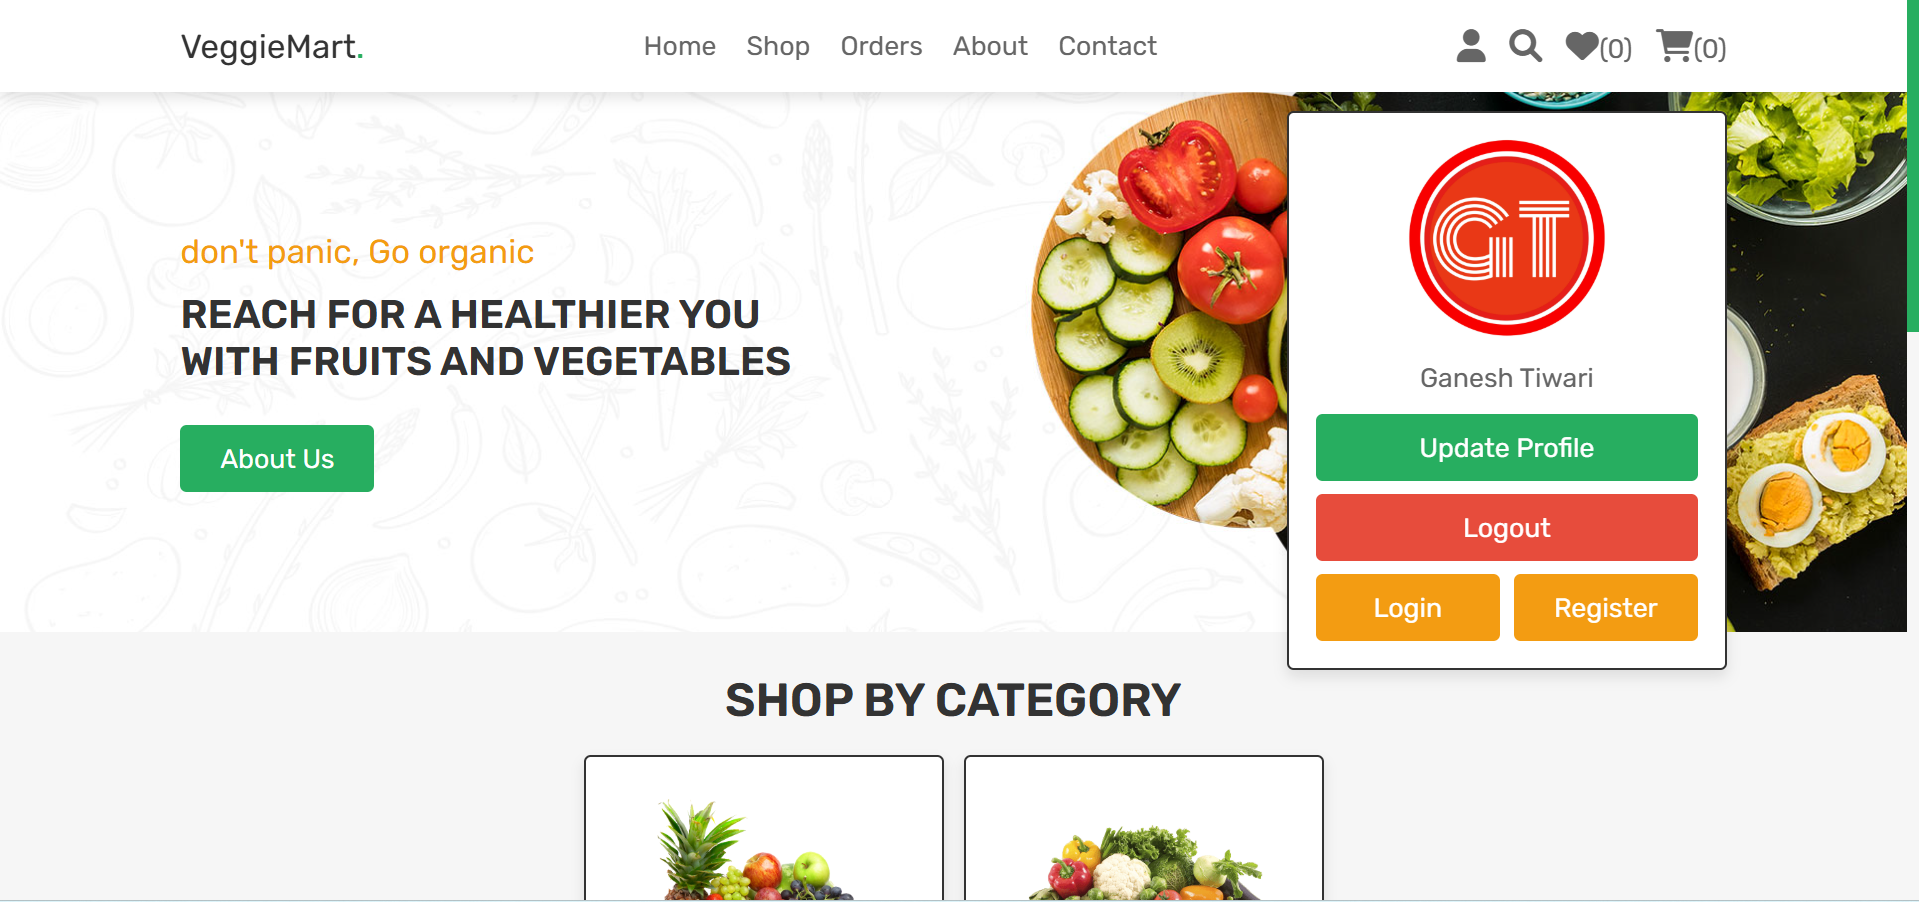 VeggieMart.
Home Shop Orders About Contact
(0) (0)
don't panic, Go organic
REACH FOR A HEALTHIER YOU
WITH FRUITS AND VEGETABLES
About Us
GT
Ganesh Tiwari
Update Profile
Logout
Login Register
SHOP BY CATEGORY